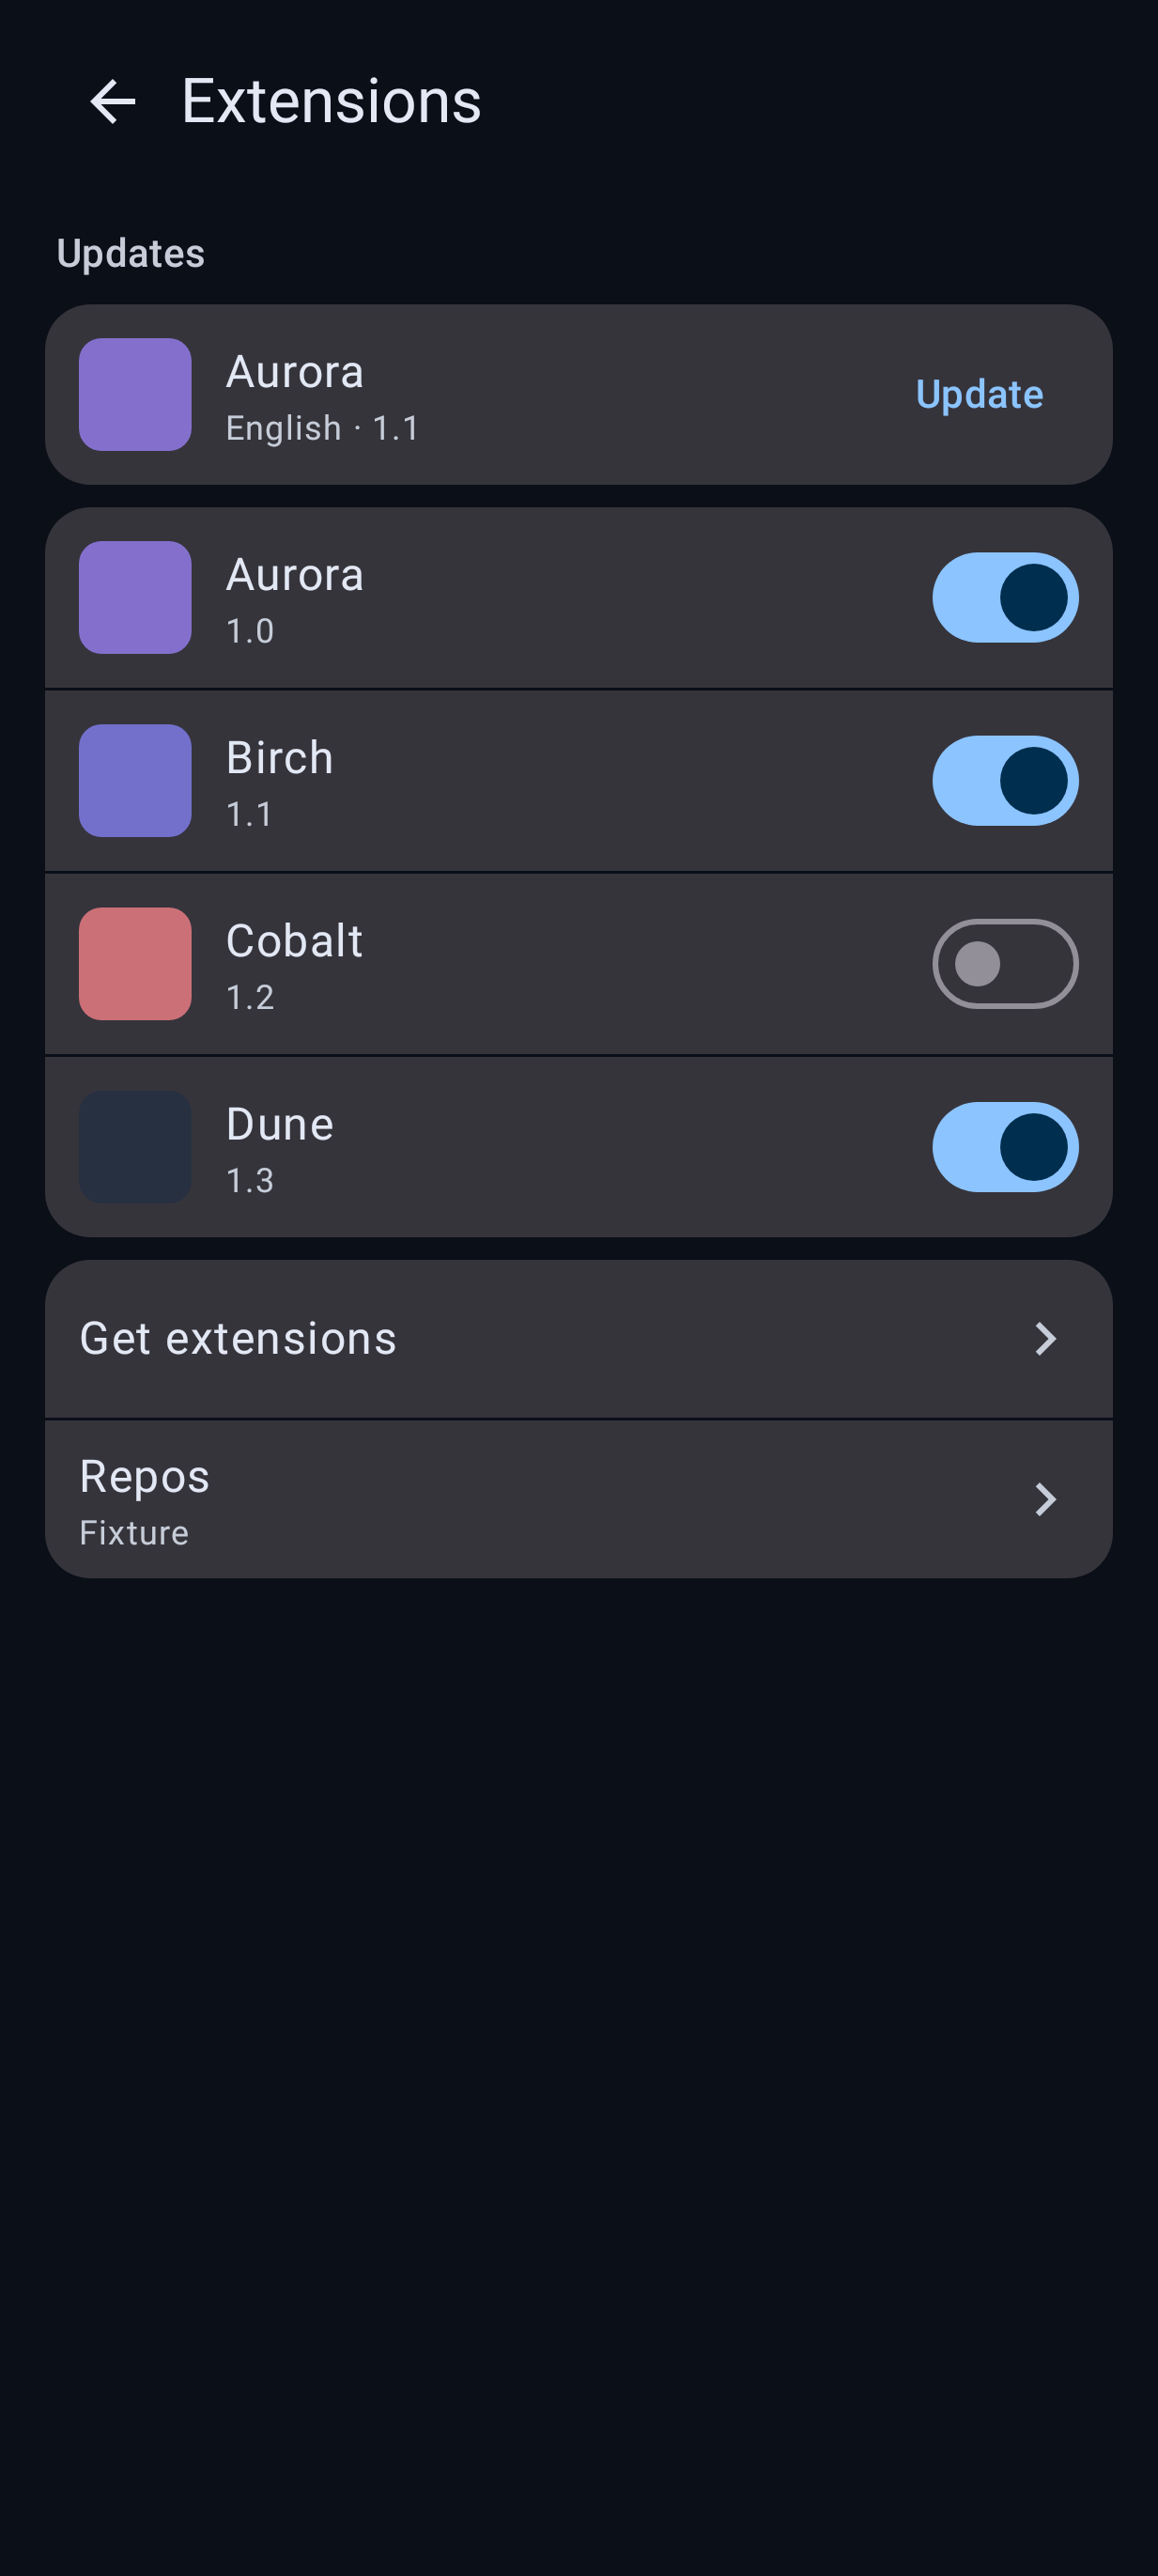 Extensions
Updates
Aurora
English · 1.1
Update
Aurora
1.0
Birch
1.1
Cobalt
1.2
Dune
1.3
Get extensions
Repos
Fixture